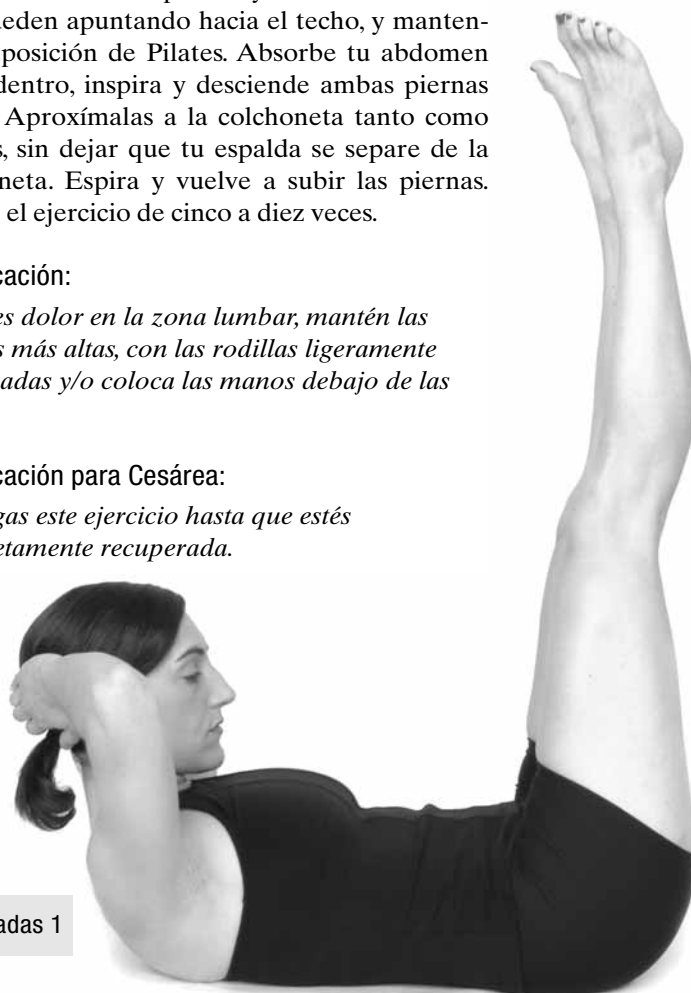 ueden apuntando hacia el techo, y manten-
posición de Pilates. Absorbe tu abdomen
dentro, inspira y desciende ambas piernas
Aproxímalas a la colchoneta tanto como
s, sin dejar que tu espalda se separe de la
neta. Espira y vuelve a subir las piernas.
el ejercicio de cinco a diez veces.
cación:
es dolor en la zona lumbar, mantén las
s más altas, con las rodillas ligeramente
adas y/o coloca las manos debajo de las
cación para Cesárea:
gas este ejercicio hasta que estés
etamente recuperada.
adas 1